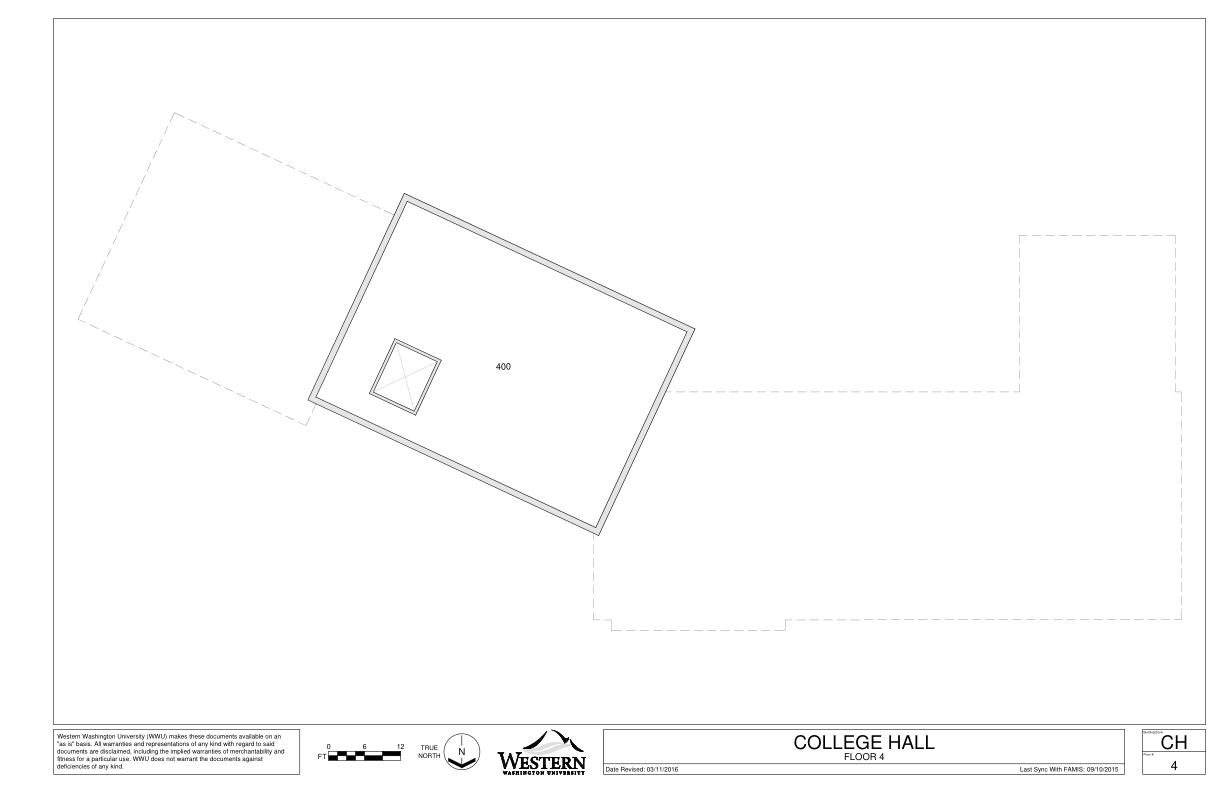 400
Western Washington University (WWU) makes these documents available on an
"as is" basis. All warranties and representations of any kind with regard to said
documents are disclaimed, including the implied warranties of merchantability and
fitness for a particular use. WWU does not warrant the documents against
deficiencies of any kind.
0 6 12
FT
TRUE
NORTH
N
WESTERN
WASHINGTON UNIVERSITY
COLLEGE HALL
FLOOR 4
Date Revised: 03/11/2016
Last Sync With FAMIS: 09/10/2015
CH
4